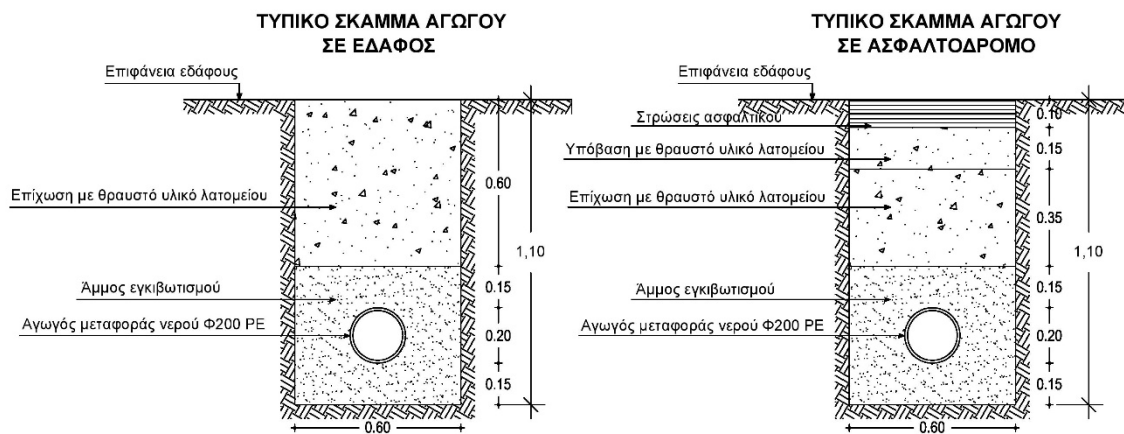 ΤΥΠΙΚΟ ΣΚΑΜΜΑ ΑΓΩΓΟΥ
ΣΕ ΕΔΑΦΟΣ
Επιφάνεια εδάφους
Επίχωση με θραυστό υλικό λατομείου
Άμμος εγκιβωτισμού
Αγωγός μεταφοράς νερού Φ200 PE
0.60
0.15
0.20
0.15
1,10
0.60
ΤΥΠΙΚΟ ΣΚΑΜΜΑ ΑΓΩΓΟΥ
ΣΕ ΑΣΦΑΛΤΟΔΡΟΜΟ
Επιφάνεια εδάφους
Στρώσεις ασφαλτικού
Υπόβαση με θραυστό υλικό λατομείου
Επίχωση με θραυστό υλικό λατομείου
Άμμος εγκιβωτισμού
Αγωγός μεταφοράς νερού Φ200 PE
0.10
0.15
0.35
0.15
0.20
0.15
1,10
0.60